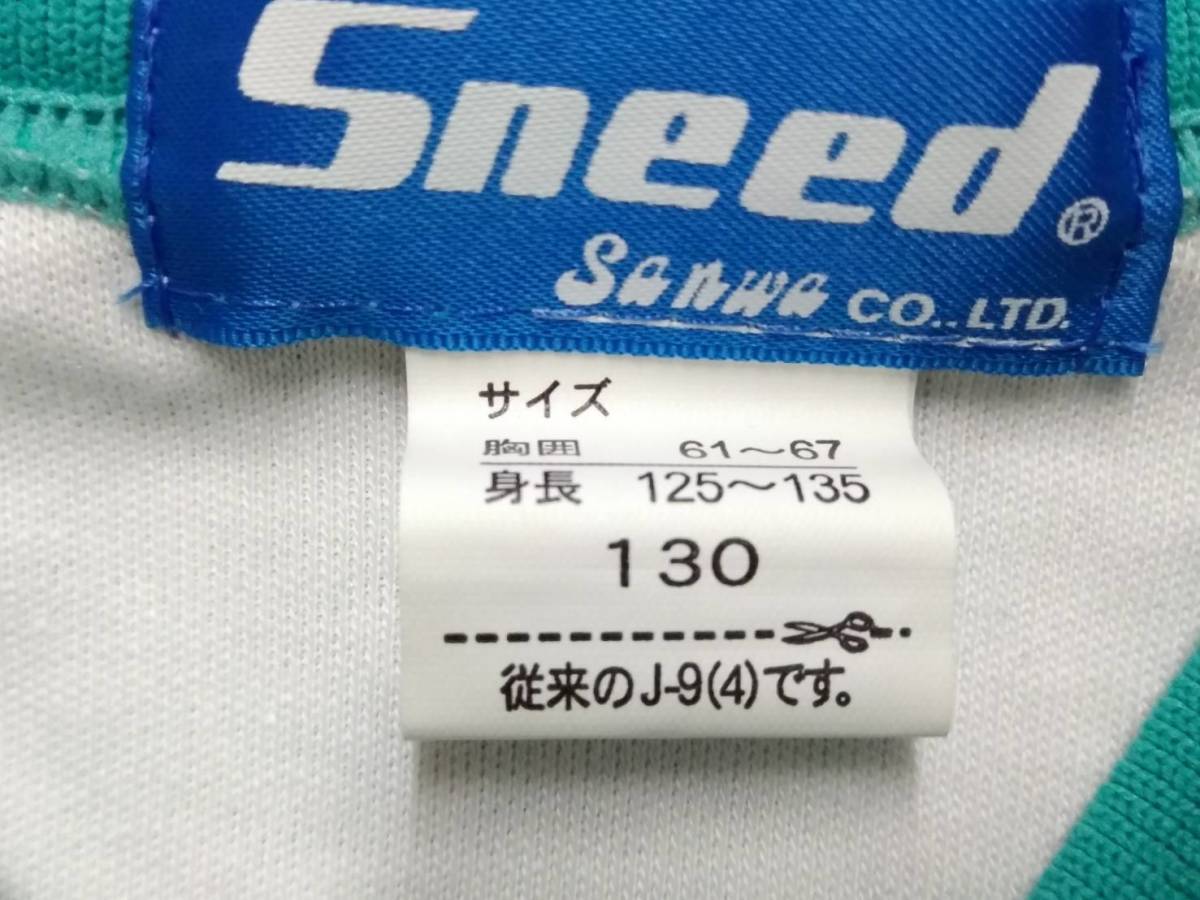 Sneed®
Sanwa CO.,LTD.
サイズ
胸囲 61～67
身長 125～135
130
従来のJ-9(4)です。